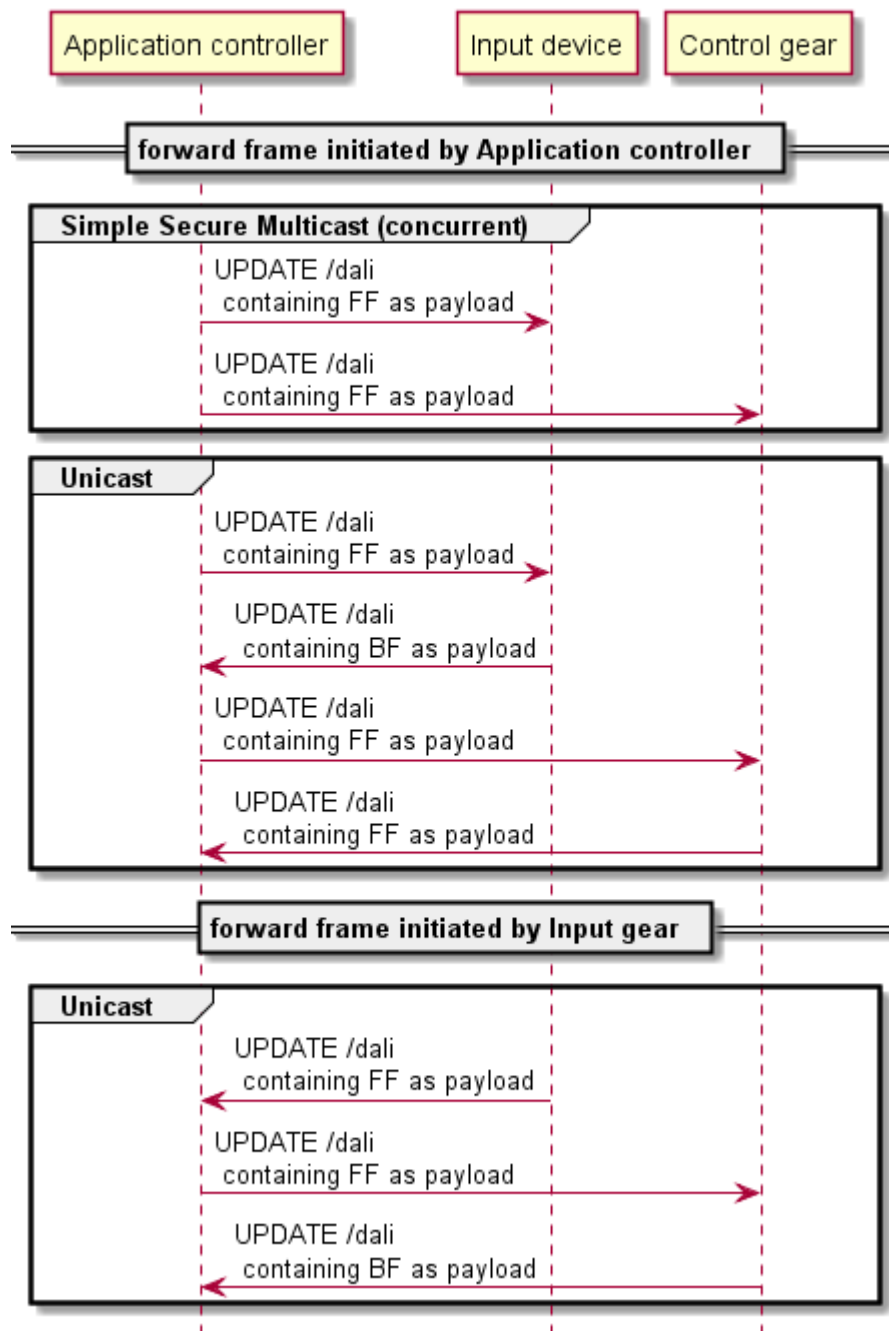 Application controller
Input device
Control gear
forward frame initiated by Application controller
Simple Secure Multicast (concurrent)
UPDATE /dali
containing FF as payload
UPDATE /dali
containing FF as payload
Unicast
UPDATE /dali
containing FF as payload
UPDATE /dali
containing BF as payload
UPDATE /dali
containing FF as payload
UPDATE /dali
containing FF as payload
forward frame initiated by Input gear
Unicast
UPDATE /dali
containing FF as payload
UPDATE /dali
containing FF as payload
UPDATE /dali
containing BF as payload